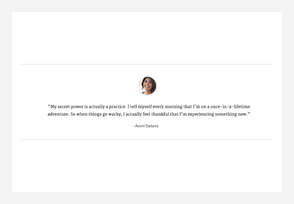 "My secret power is actually a practice. I tell myself every morning that I'm on a once-in-a-lifetime
adventure. So when things go wacky, I actually feel thankful that I'm experiencing something new."
- Avani Sadana